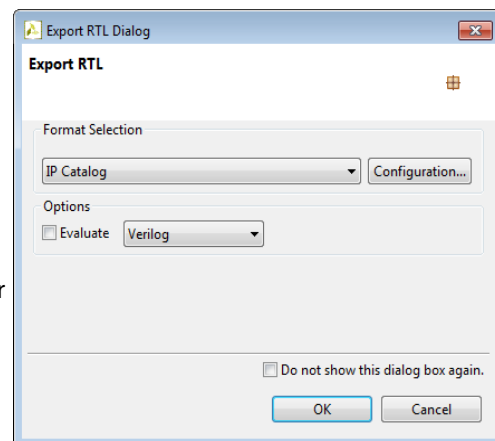 Export RTL Dialog
Export RTL
Format Selection
IP Catalog
Configuration...
Options
Evaluate
Verilog
r
Do not show this dialog box again.
OK
Cancel